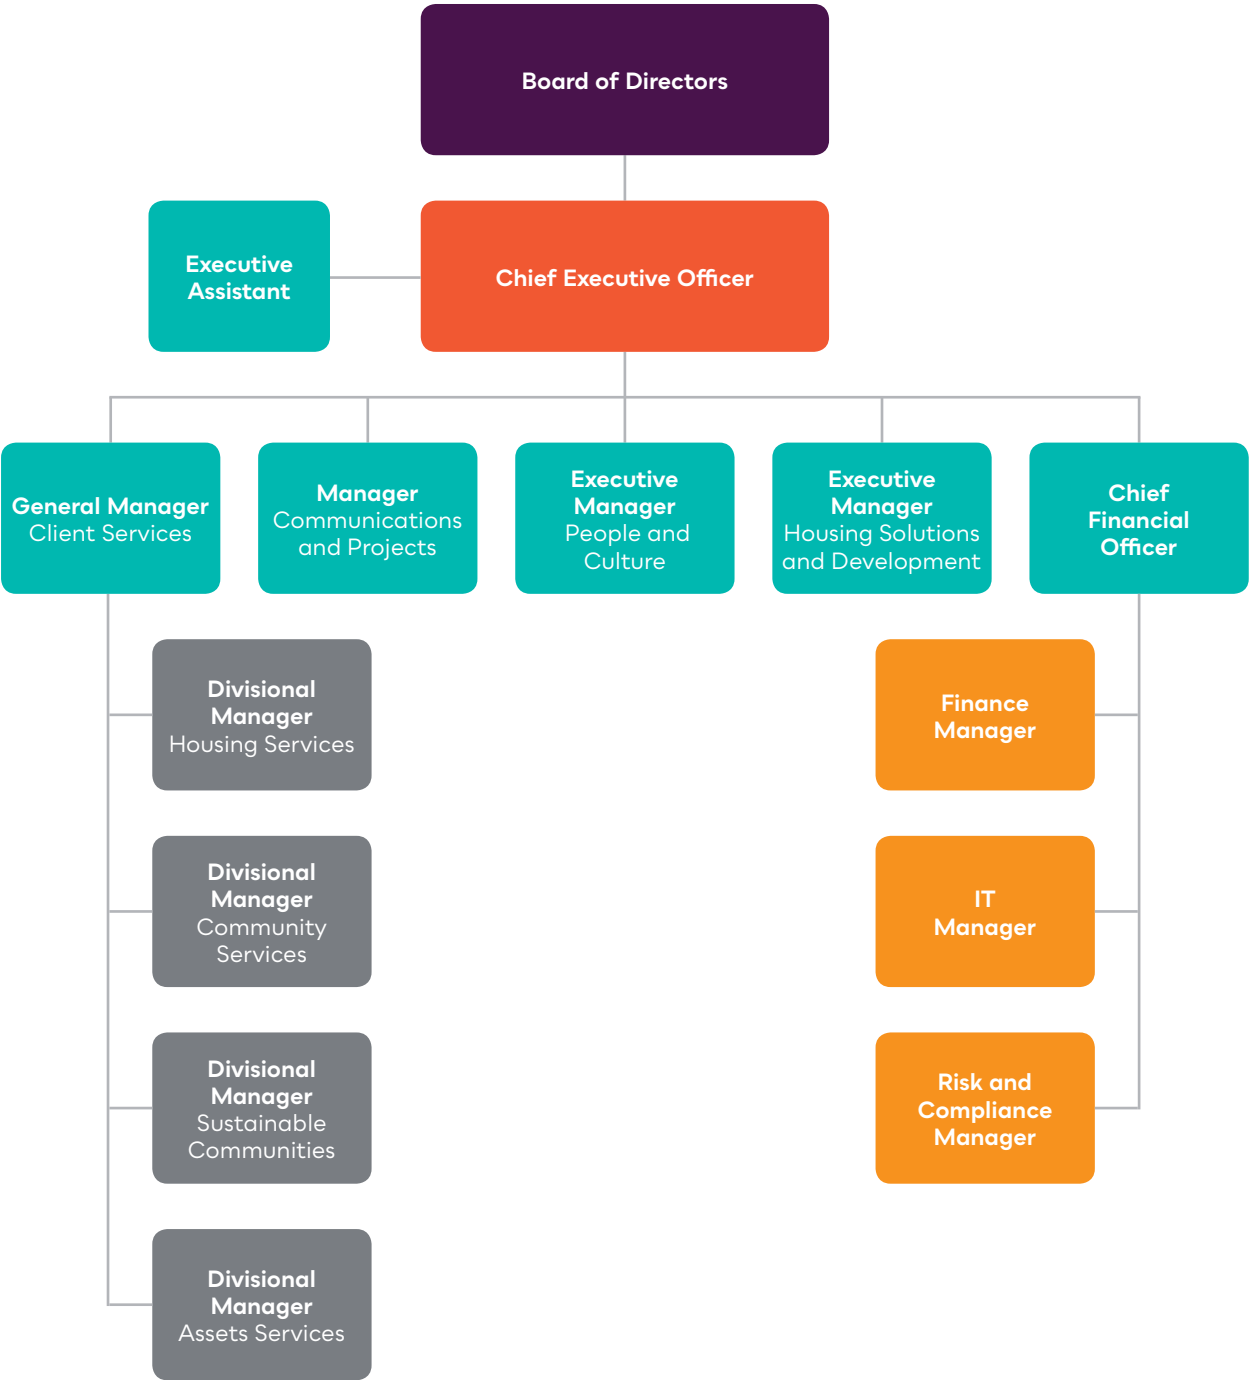 Board of Directors
Executive
Assistant
Chief Executive Officer
General Manager
Client Services
Manager
Communications
and Projects
Executive
Manager
People and
Culture
Executive
Manager
Housing Solutions
and Development
Chief
Financial
Officer
Divisional
Manager
Housing Services
Finance
Manager
Divisional
Manager
Community
Services
IT
Manager
Divisional
Manager
Sustainable
Communities
Risk and
Compliance
Manager
Divisional
Manager
Assets Services